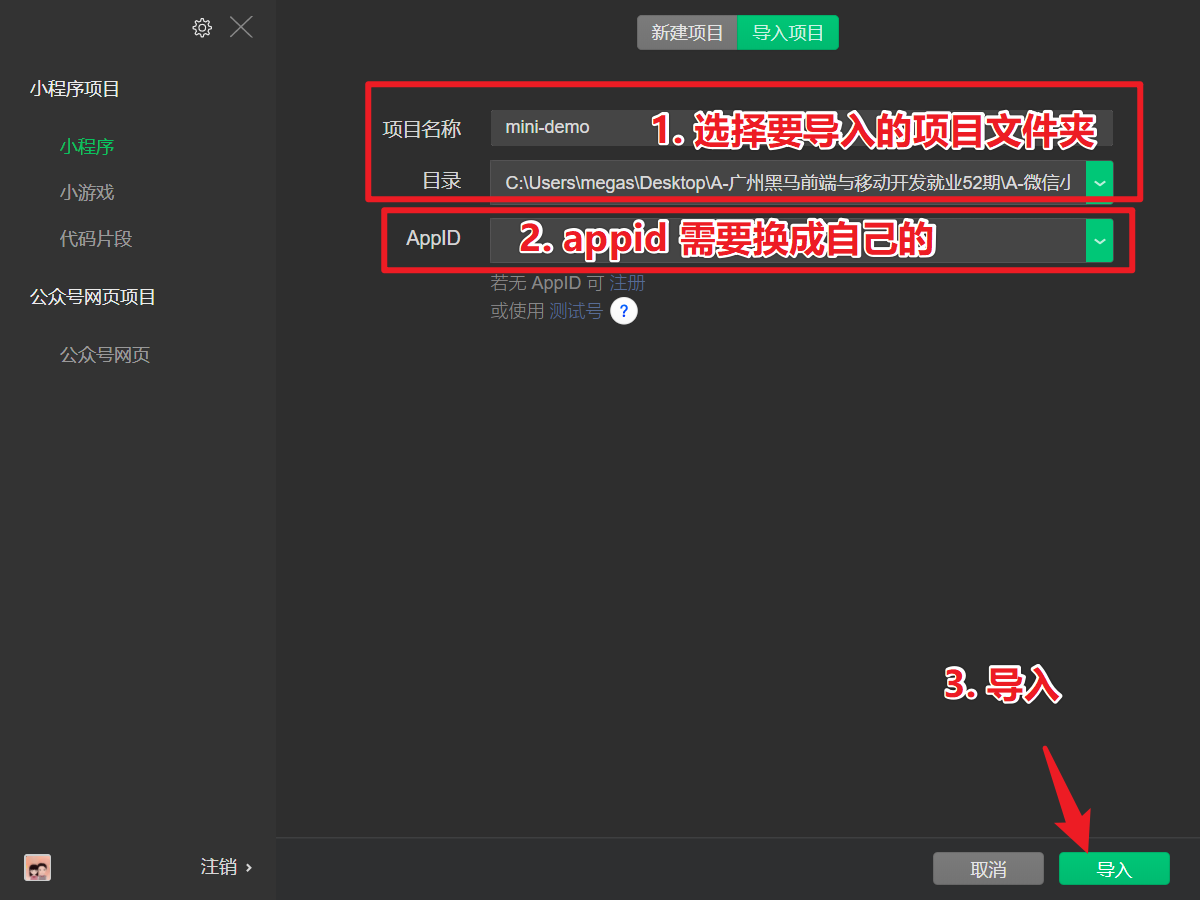 新建项目 导入项目
小程序项目
小程序
小游戏
代码片段
公众号网页项目
公众号网页
注销
项目名称 mini-demo
1. 选择要导入的项目文件夹
目录 C:\Users\megas\Desktop\A-广州黑马前端与移动开发就业52期\A-微信小
AppID
2. appid 需要换成自己的
若无 AppID 可 注册
或使用 测试号 ?
3. 导入
取消 导入